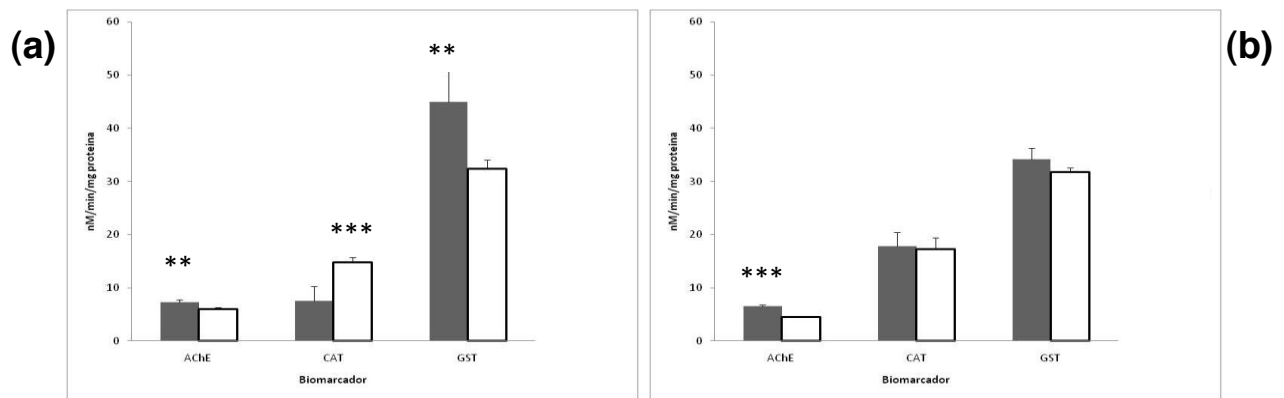 (a)
60
50
40
30
20
10
0
nM/min/mg proteina
**
**
***
AChE CAT GST
Biomarcador
(b)
60
50
40
30
20
10
0
nM/min/mg proteina
***
AChE CAT GST
Biomarcador